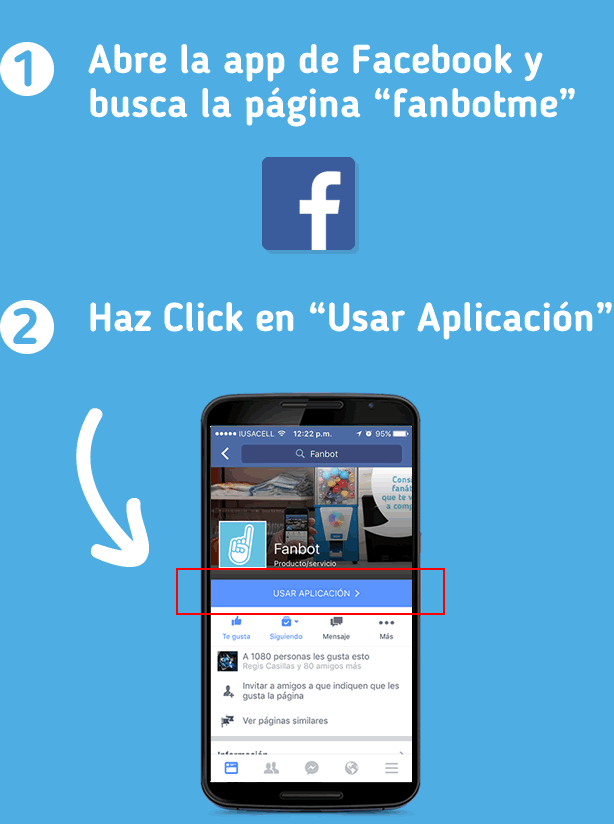 1 Abre la app de Facebook y
busca la página “fanbotme”
f
2 Haz Click en “Usar Aplicación”
IUSACELL 12:22 p.m. 95%
Fanbot
Cons
fanát
que te v
a comp
Fanbot
Producto/servicio
USAR APLICACIÓN
Te gusta Siguiendo Mensaje Más
A 1080 personas les gusta esto
Regis Casillas y 80 amigos más
Invitar a amigos a que indiquen que les
gusta la página
Ver páginas similares
Información